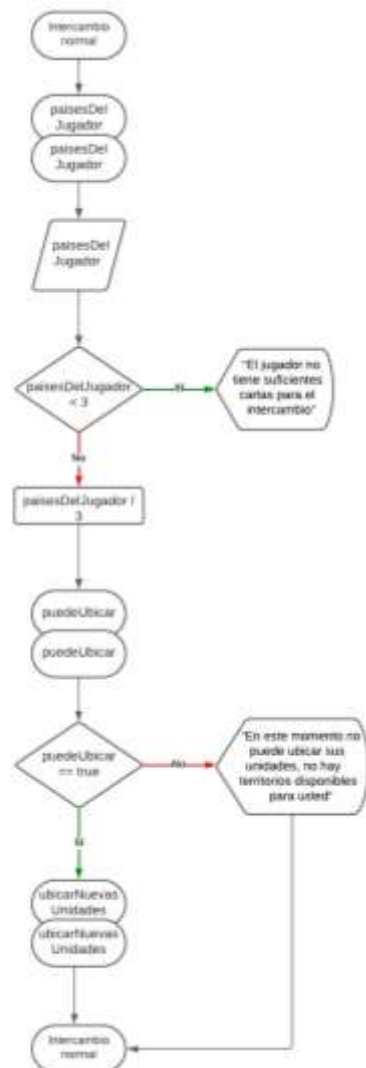 Intercambio
normal
paisesDel
Jugador
paisesDel
Jugador
paisesDel
Jugador
paisesDelJugador
< 3
Si
"El jugador no
tiene suficientes
cartas para el
intercambio"
No
paisesDelJugador /
3
puedeUbicar
puedeUbicar
puedeUbicar
== true
No
"En este momento no
puede ubicar sus
unidades, no hay
territorios disponibles
para usted"
Si
ubicarNuevas
Unidades
ubicarNuevas
Unidades
Intercambio
normal